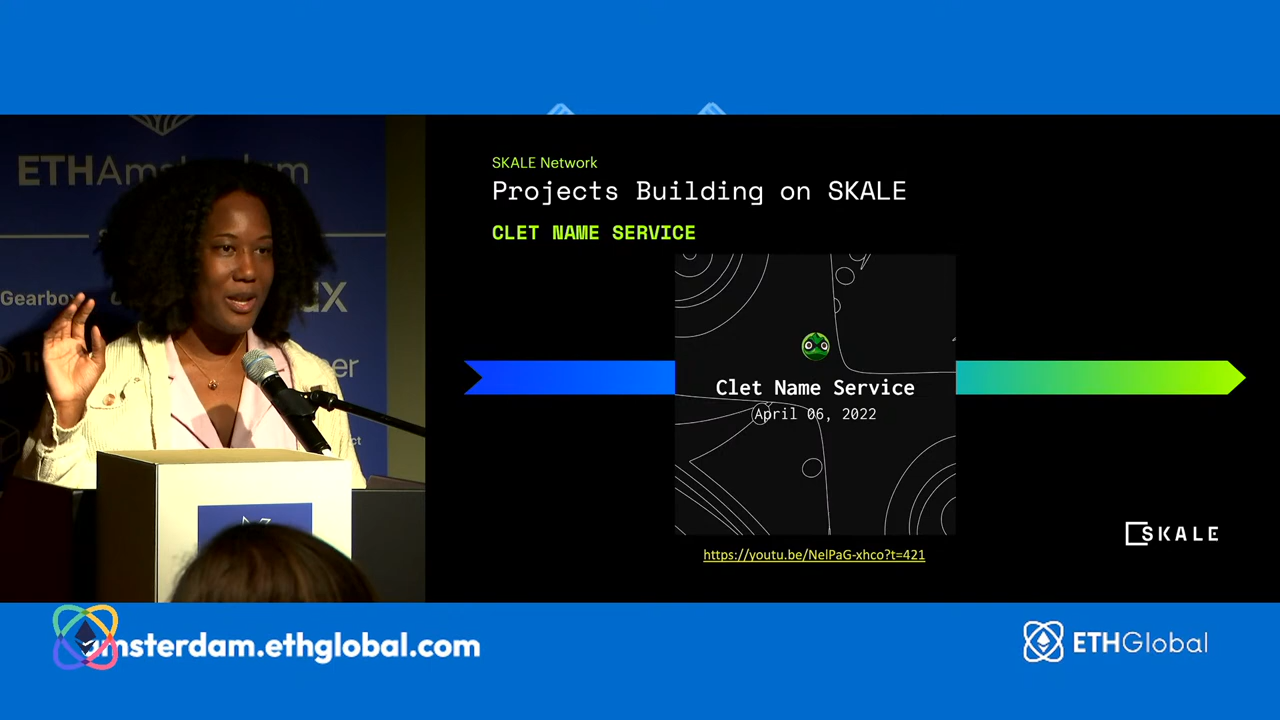 ETHAmsterdam
Gearbox
SKALE Network
Projects Building on SKALE
CLET NAME SERVICE
Clet Name Service
April 06, 2022
https://youtu.be/NelPaG-xhco?t=421
SKALE
amsterdam.ethglobal.com
ETHGlobal